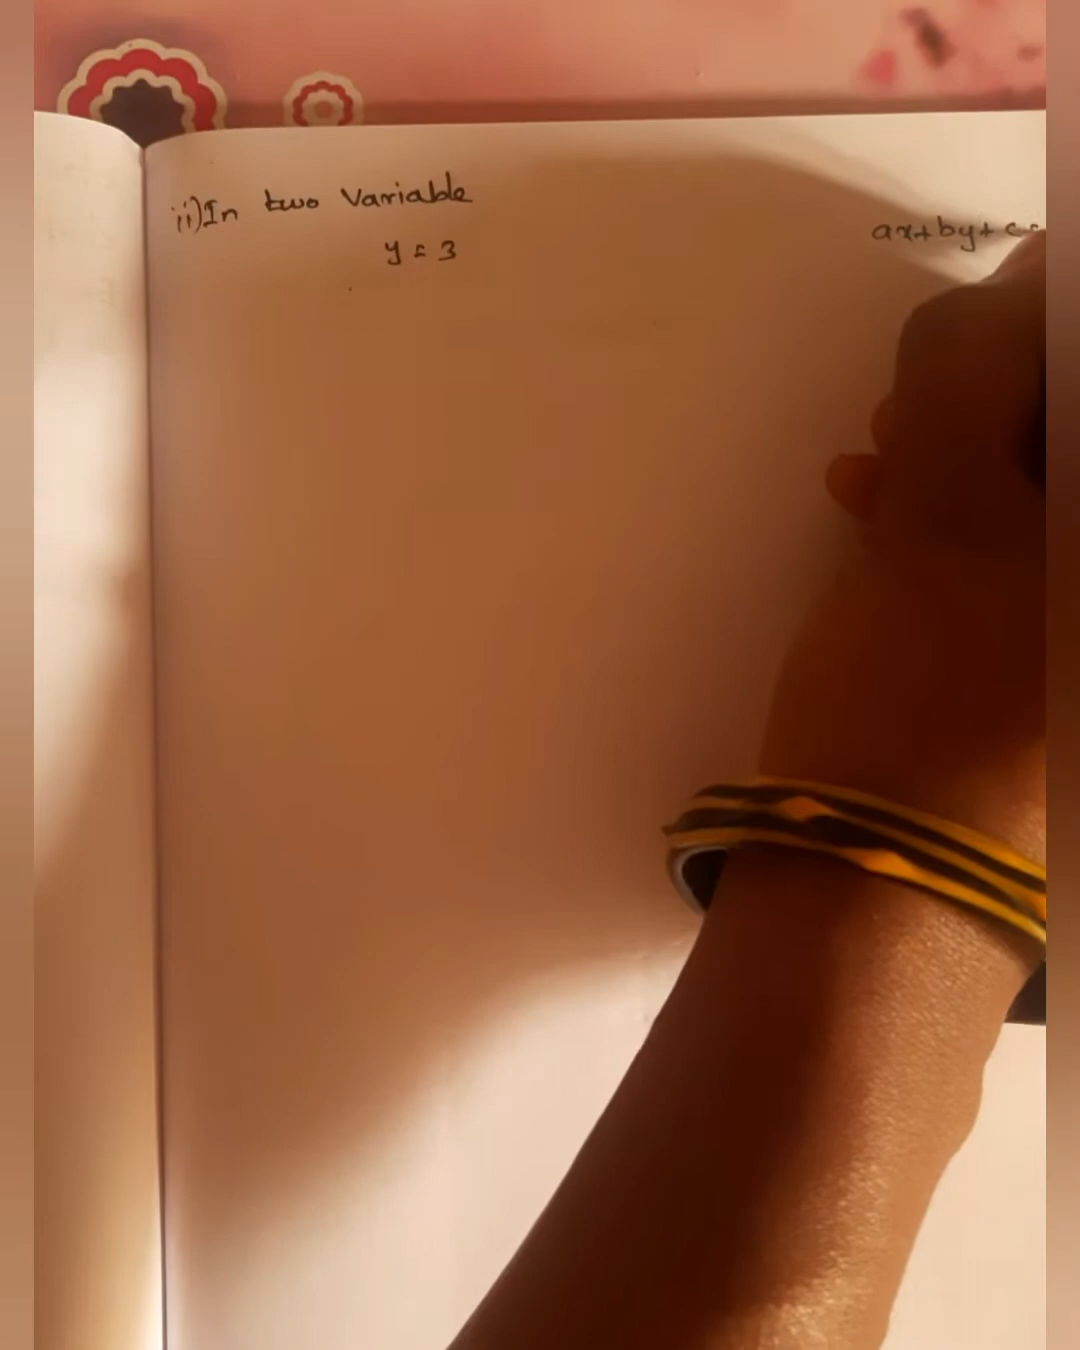 ii) In two Variable
y = 3
ax+by+c=